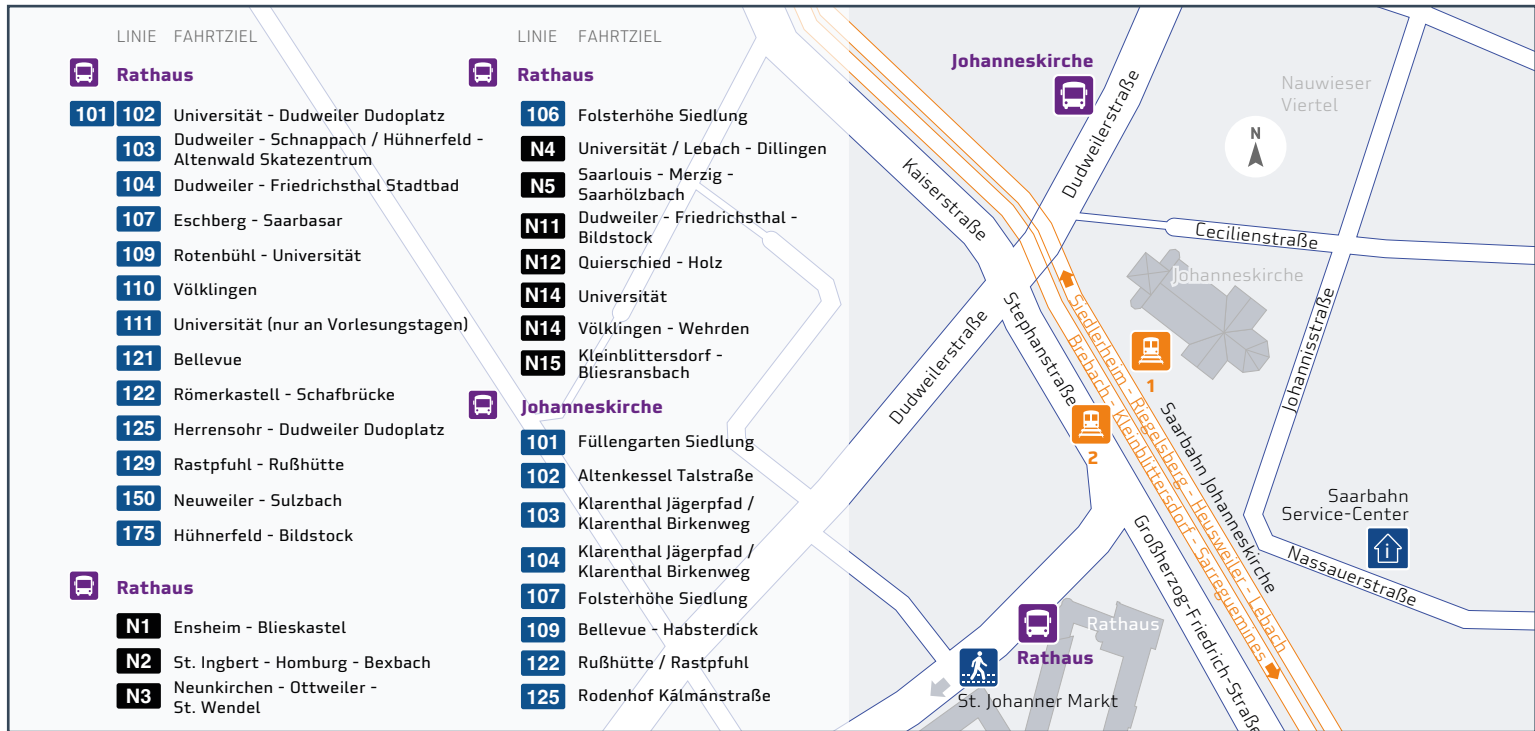 LINIE FAHRTZIEL
Rathaus
101 102 Universität - Dudweiler Dudoplatz
103 Dudweiler - Schnappach / Hühnerfeld -
Altenwald Skatezentrum
104 Dudweiler - Friedrichsthal Stadtbad
107 Eschberg - Saarbasar
109 Rotenbühl - Universität
110 Völklingen
111 Universität (nur an Vorlesungstagen)
121 Bellevue
122 Römerkastell - Schafbrücke
125 Herrensohr - Dudweiler Dudoplatz
129 Rastpfuhl - Rußhütte
150 Neuweiler - Sulzbach
175 Hühnerfeld - Bildstock
Rathaus
N1 Ensheim - Blieskastel
N2 St. Ingbert - Homburg - Bexbach
N3 Neunkirchen - Ottweiler -
St. Wendel
LINIE FAHRTZIEL
Rathaus
106 Folsterhöhe Siedlung
N4 Universität / Lebach - Dillingen
N5 Saarlouis - Merzig -
Saarhölzbach
N11 Dudweiler - Friedrichsthal -
Bildstock
N12 Quierschied - Holz
N14 Universität
N14 Völklingen - Wehrden
N15 Kleinblittersdorf -
Bliesransbach
Johanneskirche
101 Füllengarten Siedlung
102 Altenkessel Talstraße
103 Klarenthal Jägerpfad /
Klarenthal Birkenweg
104 Klarenthal Jägerpfad /
Klarenthal Birkenweg
107 Folsterhöhe Siedlung
109 Bellevue - Habsterdick
122 Rußhütte / Rastpfuhl
125 Rodenhof Kálmánstraße
Johanneskirche
Nauwieser
Viertel
N
Kaiserstraße
Dudweilerstraße
Cecilienstraße
Johanneskirche
Johannisstraße
Dudweilerstraße
Stephanstraße
Siedlerheim - Riegelsberg - Heusweiler - Lebach
Brebach - Kleinblittersdorf - Sarreguemines
1
2
Saarbahn Johanneskirche
Saarbahn
Service-Center
i
Nassauerstraße
Großherzog-Friedrich-Straße
Rathaus
Rathaus
St. Johanner Markt